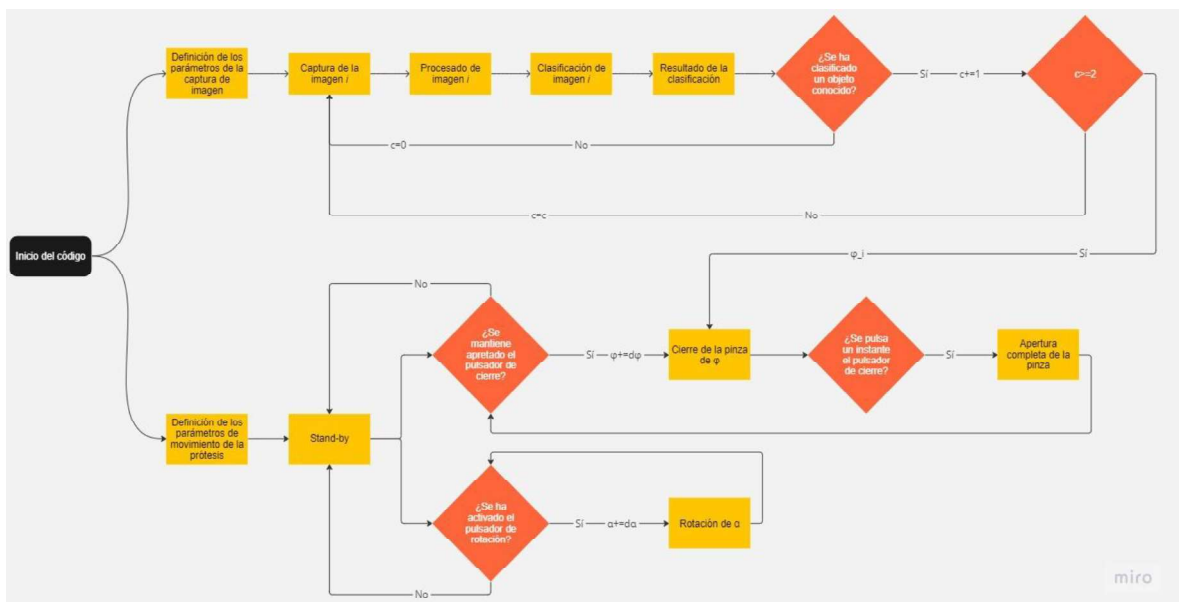 Definición de los
parámetros de la
captura de
imagen
Captura de la
imagen i
Procesado de
imagen i
Clasificación de
imagen i
Resultado de la
clasificación
¿Se ha
clasificado
un objeto
conocido?
Sí
c+=1
c>=2
c=0
No
c=c
No
Inicio del código
φ_i
Sí
No
¿Se
mantiene
apretado el
pulsador de
cierre?
Sí
φ+=dφ
Cierre de la pinza
de φ
¿Se pulsa
un instante
el pulsador
de cierre?
Sí
Apertura
completa de la
pinza
Definición de los
parámetros de
movimiento de la
prótesis
Stand-by
¿Se ha
activado el
pulsador de
rotación?
Sí
α+=dα
Rotación de α
No
miro